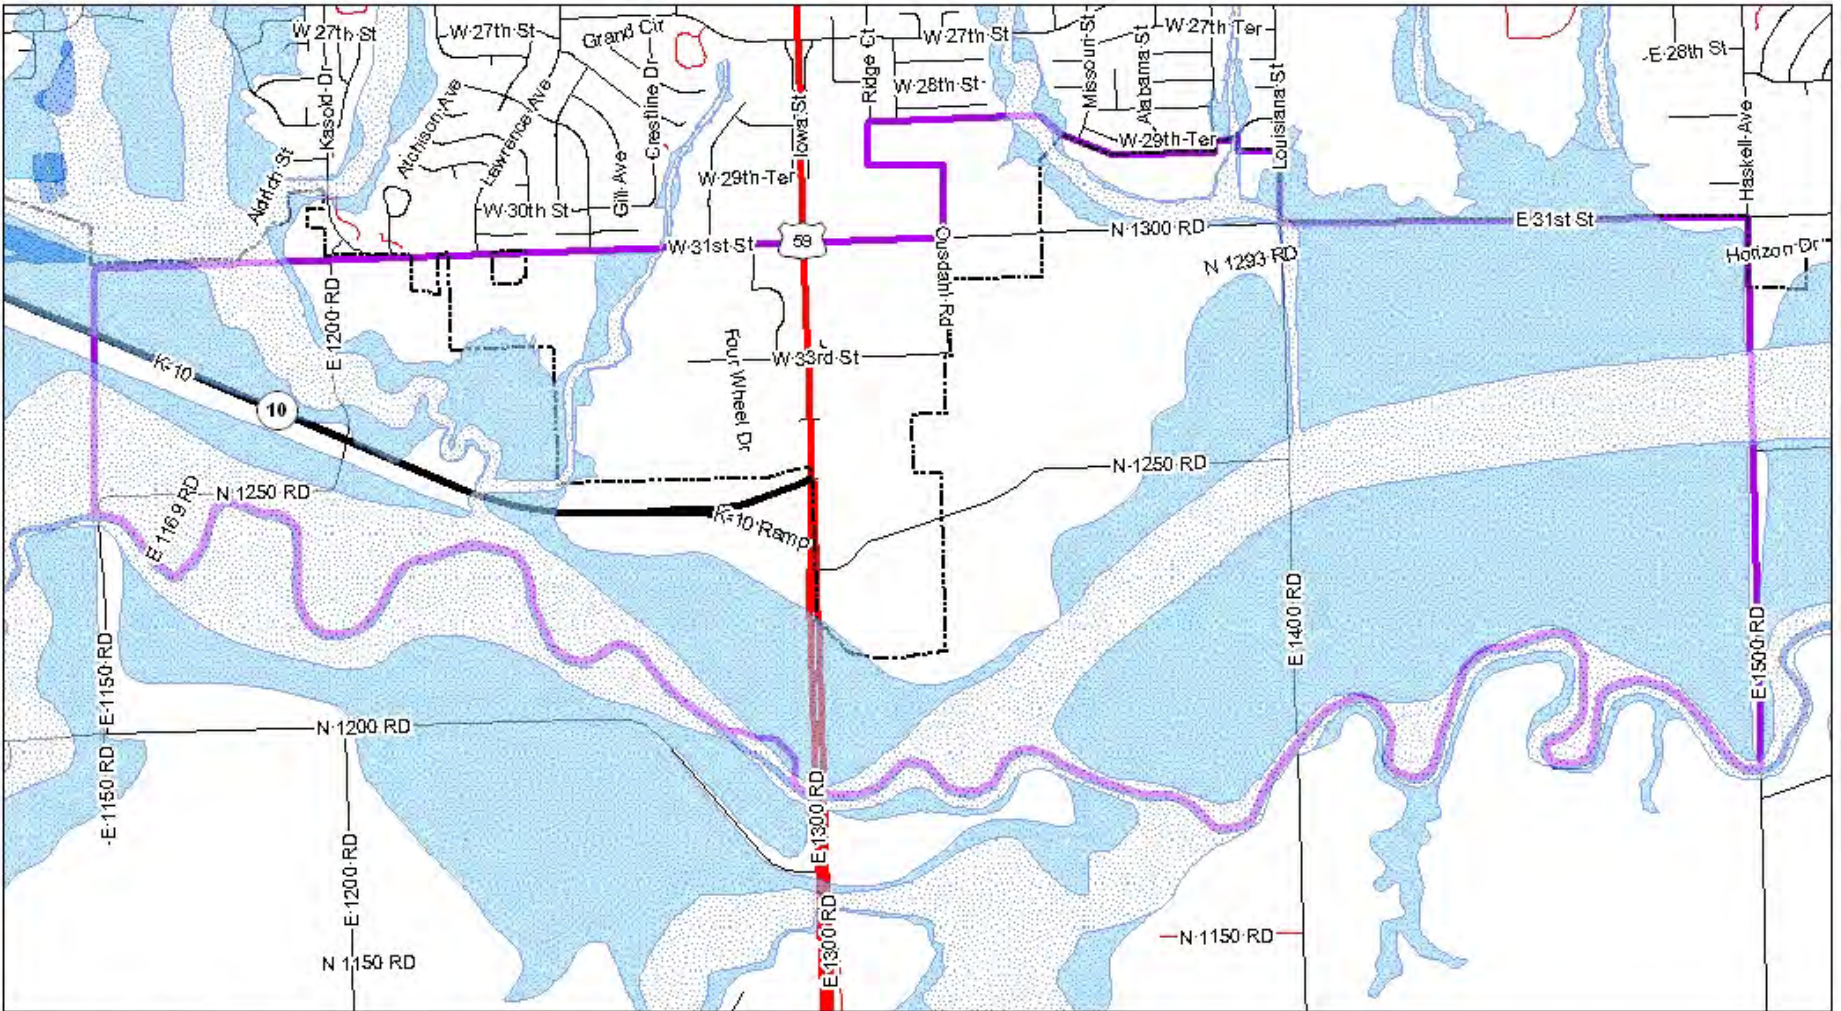 W 27th St
W 27th St
Grand Cir
W 27th St
W 27th Ter
E 28th St
Kasold Dr
Atchison Ave
Lawrence Ave
Crestline Dr
Iowa St
Ridge Ct
W 28th St
Missouri St
Alabama St
Louisiana St
Haskell Ave
Aldrich St
Gill Ave
W 29th Ter
W 29th Ter
W 30th St
W 31st St
59
Ousdahl Rd
N 1300 RD
E 31st St
N 1293 RD
Horizon Dr
E 1200 RD
K-10
10
Four Wheel Dr
W 33rd St
N 1250 RD
N 1250 RD
E 1169 RD
K-10 Ramp
E 1400 RD
E 1150 RD
E 1500 RD
N 1200 RD
E 1150 RD
E 1300 RD
E 1200 RD
E 1300 RD
N 1150 RD
N 1150 RD